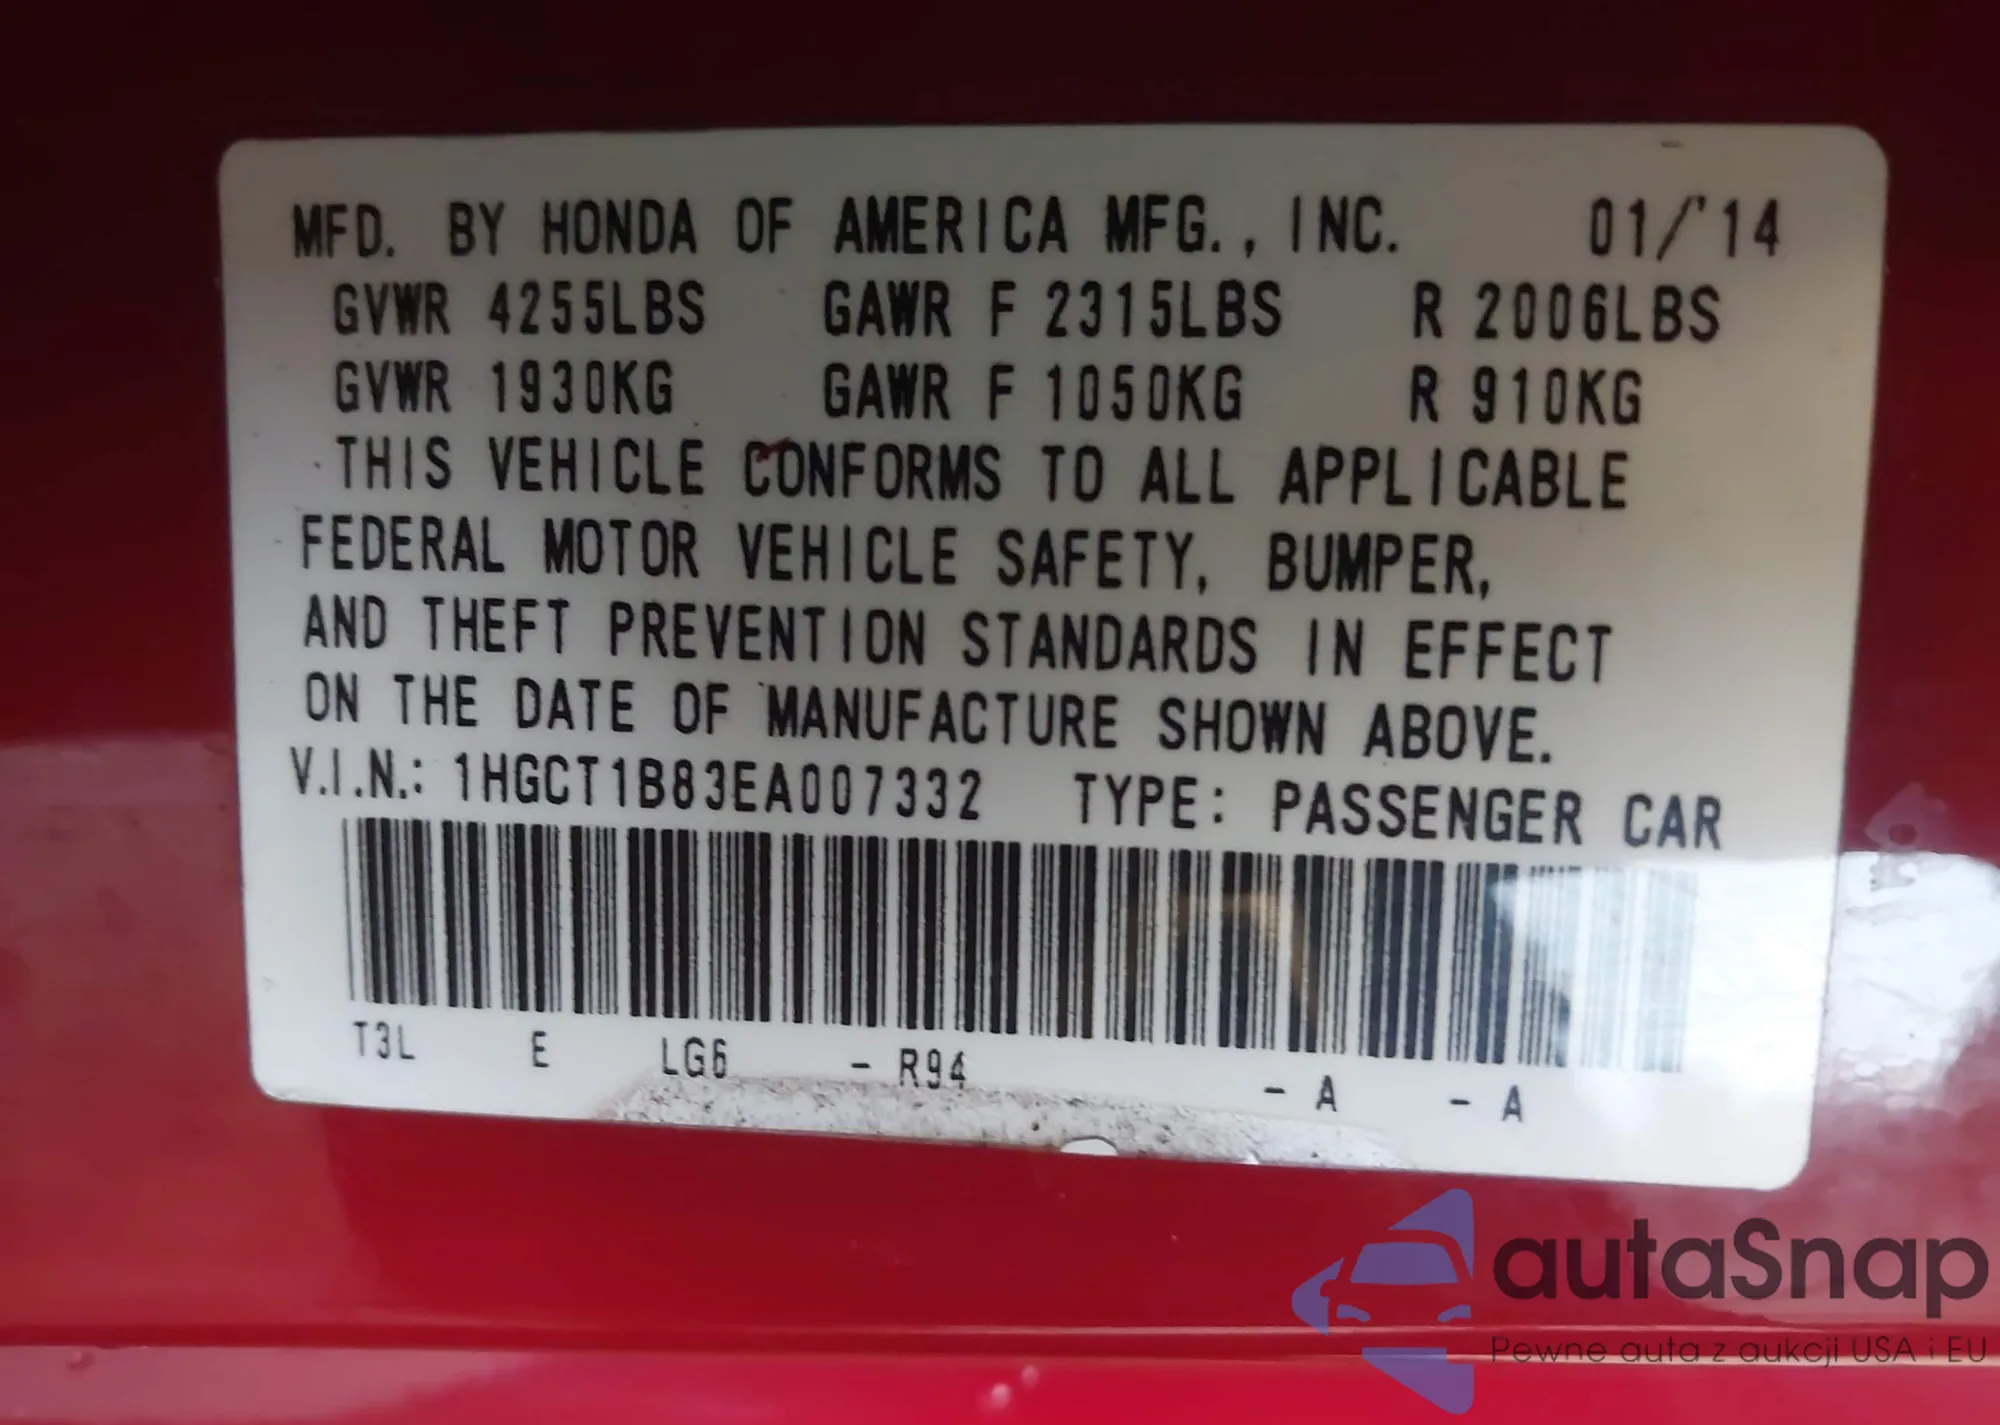 MFD. BY HONDA OF AMERICA MFG., INC. 01/'14
GVWR 4255LBS GAWR F 2315LBS R 2006LBS
GVWR 1930KG GAWR F 1050KG R 910KG
THIS VEHICLE CONFORMS TO ALL APPLICABLE
FEDERAL MOTOR VEHICLE SAFETY, BUMPER,
AND THEFT PREVENTION STANDARDS IN EFFECT
ON THE DATE OF MANUFACTURE SHOWN ABOVE.
V.I.N.: 1HGCT1B83EA007332 TYPE: PASSENGER CAR
T3L E LG6 - R94 - A - A
autaSnap
Pewne auta z aukcji USA i EU